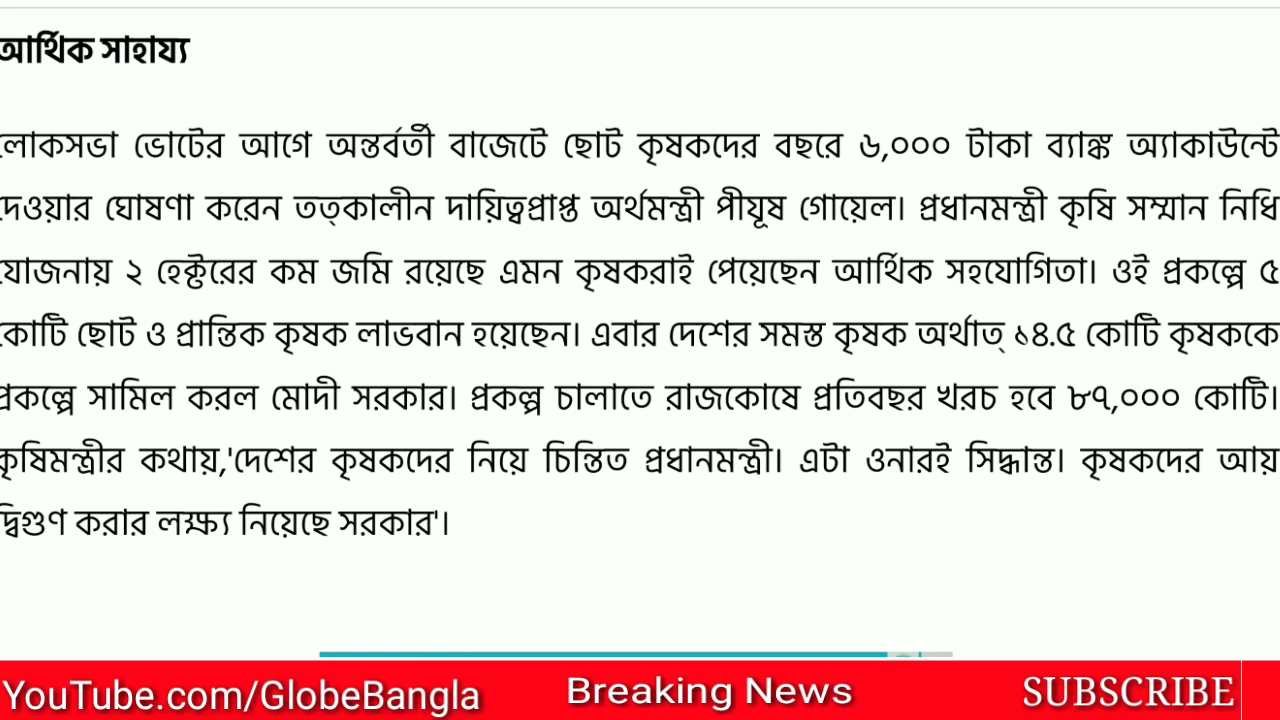 আর্থিক সাহায্য
লোকসভা ভোটের আগে অন্তর্বর্তী বাজেটে ছোট কৃষকদের বছরে ৬,০০০ টাকা ব্যাঙ্ক অ্যাকাউন্টে
দেওয়ার ঘোষণা করেন তত্কালীন দায়িত্বপ্রাপ্ত অর্থমন্ত্রী পীযূষ গোয়েল। প্রধানমন্ত্রী কৃষি সম্মান নিধি
যোজনায় ২ হেক্টরের কম জমি রয়েছে এমন কৃষকরাই পেয়েছেন আর্থিক সহযোগিতা। ওই প্রকল্পে ৫
কোটি ছোট ও প্রান্তিক কৃষক লাভবান হয়েছেন। এবার দেশের সমস্ত কৃষক অর্থাত্ ১৪.৫ কোটি কৃষককে
প্রকল্পে সামিল করল মোদী সরকার। প্রকল্প চালাতে রাজকোষে প্রতিবছর খরচ হবে ৮৭,০০০ কোটি।
কৃষিমন্ত্রীর কথায়,'দেশের কৃষকদের নিয়ে চিন্তিত প্রধানমন্ত্রী। এটা ওনারই সিদ্ধান্ত। কৃষকদের আয়
দ্বিগুণ করার লক্ষ্য নিয়েছে সরকার'।
YouTube.com/GlobeBangla Breaking News SUBSCRIBE